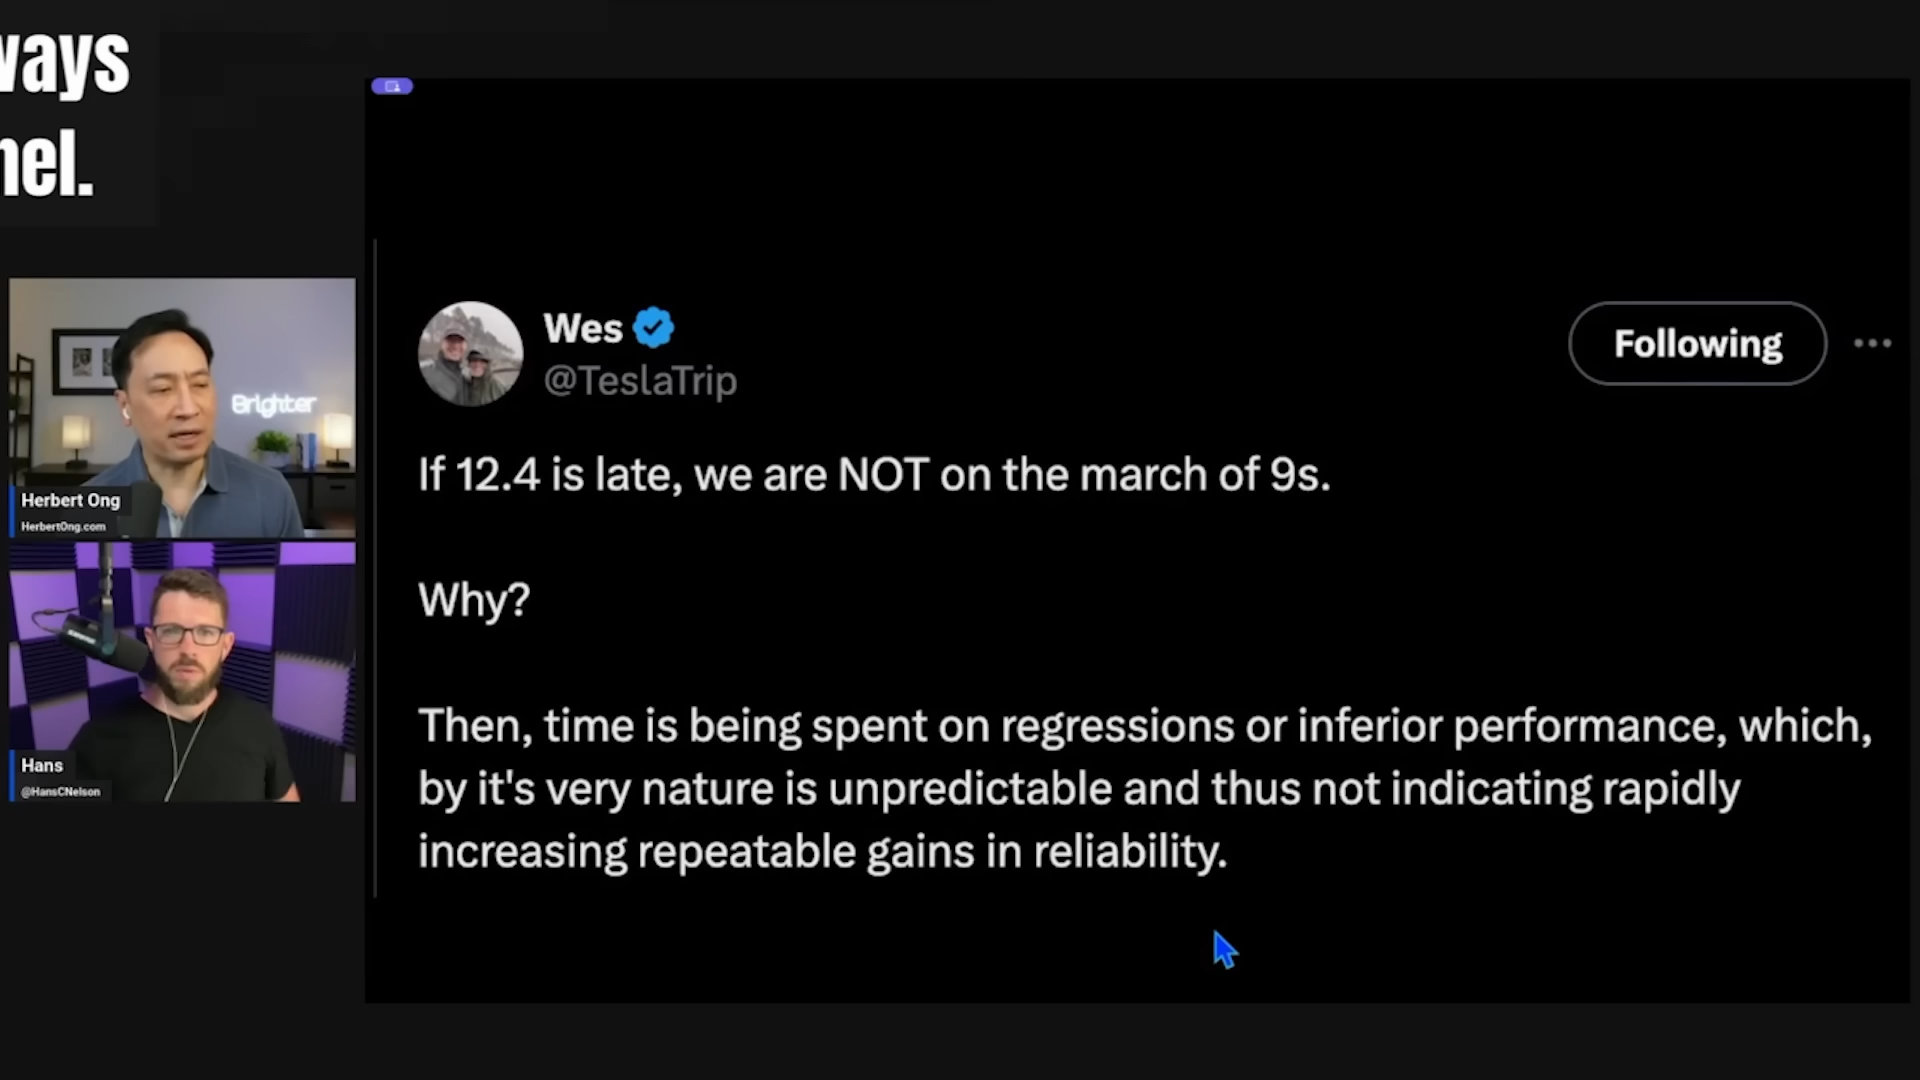 ways
nel.
Brighter
Herbert Ong
HerbertOng.com
Hans
@HansCNelson
Wes
@TeslaTrip
Following
If 12.4 is late, we are NOT on the march of 9s.
Why?
Then, time is being spent on regressions or inferior performance, which,
by it's very nature is unpredictable and thus not indicating rapidly
increasing repeatable gains in reliability.